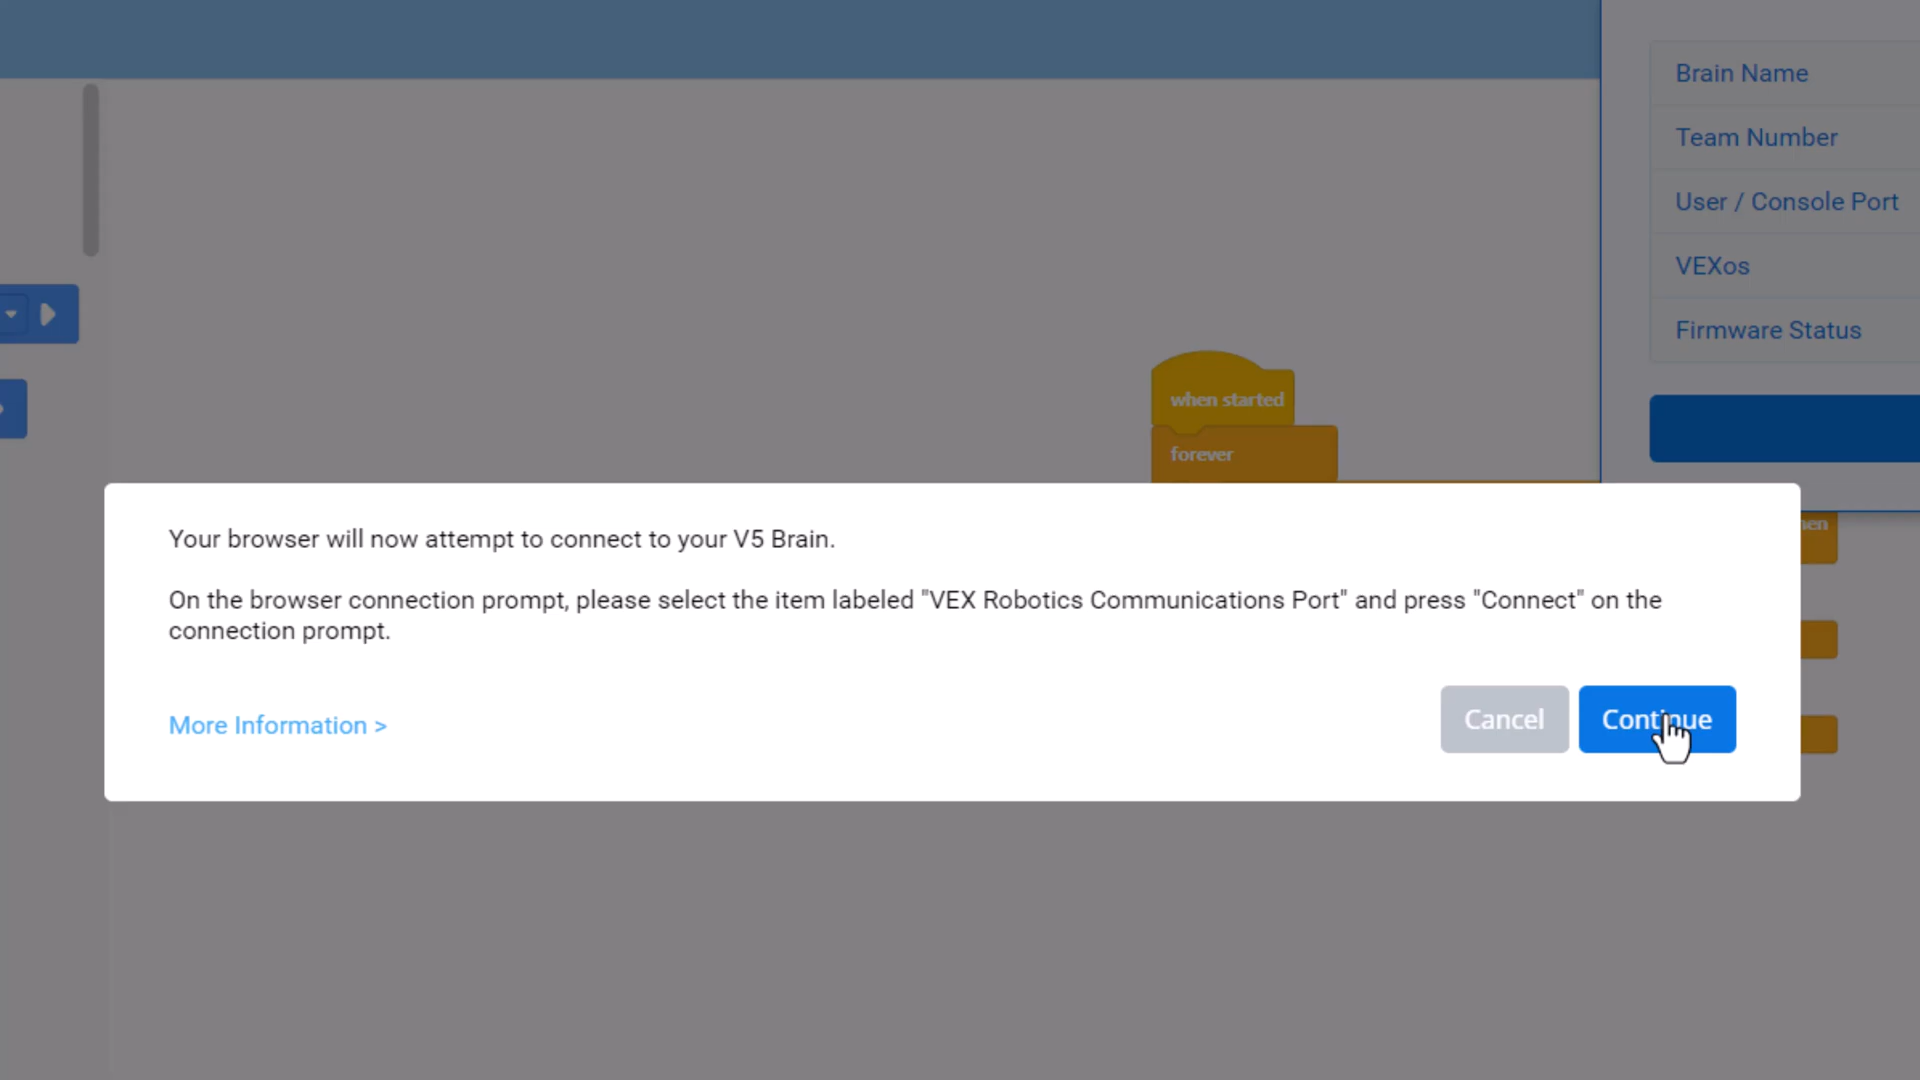 Brain Name
Team Number
User / Console Port
VEXos
Firmware Status
when started
forever
Your browser will now attempt to connect to your V5 Brain.
On the browser connection prompt, please select the item labeled "VEX Robotics Communications Port" and press "Connect" on the
connection prompt.
More Information >
Cancel
Continue